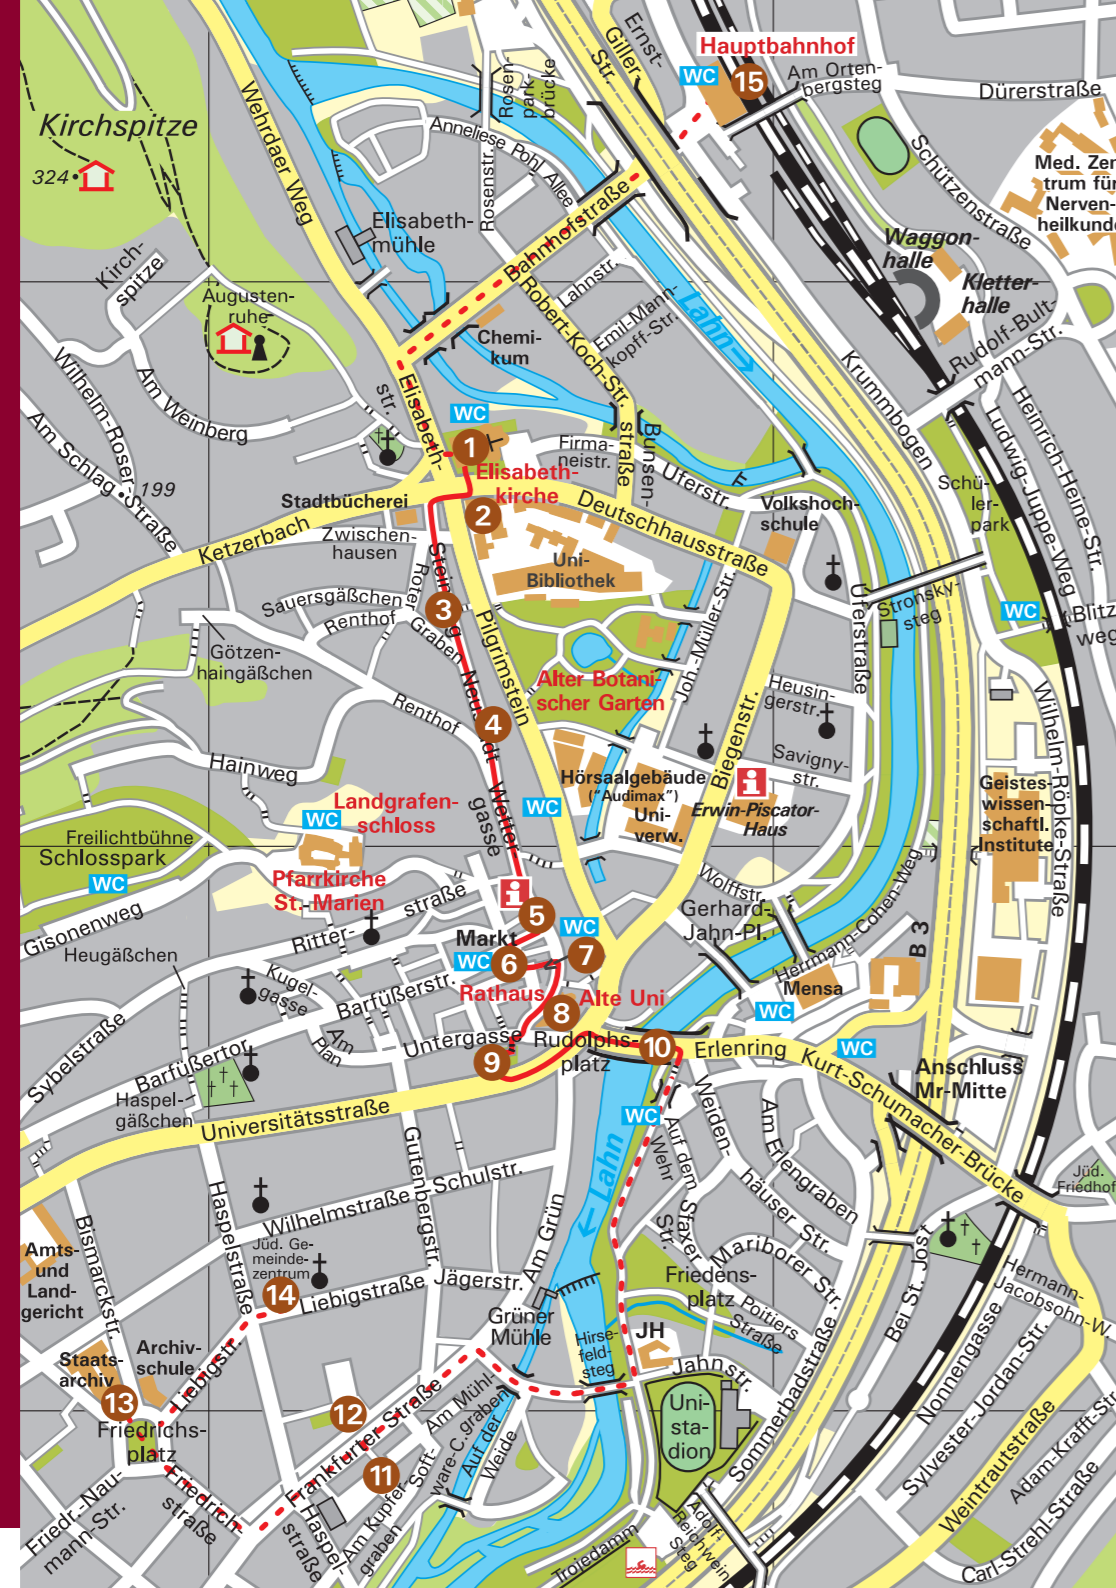 Ernst-
Giller-
Str.
Hauptbahnhof
WC
15
Am Orten-
bergsteg
Dürerstraße
Rosen-
park-
brücke
Wehrdaer Weg
Kirchspitze
324
Anneliese Pohl Allee
Rosenstr.
Schützenstraße
Med. Zen
trum für
Nerven-
heilkunde
Elisabeth-
mühle
Bahnhofstraße
Waggon-
halle
Kletter-
halle
Kirch-
spitze
Augusten-
ruhe
Lahnstr.
Robert-Koch-Str.
Emil-Mann-
kopff-Str.
Lahn
Rudolf-Bult-
mann-Str.
Chemi-
kum
Krummbogen
Wilhelm-Roser-Straße
Am Weinberg
Elisabeth-
str.
WC
Heinrich-Heine-Str.
Ludwig-Juppe-Weg
Am Schlag
199
1
Elisabeth-
kirche
Firma-
neistr.
Bunsen-
straße
Uferstr.
Schü-
ler-
park
Stadtbücherei
2
Deutschhausstraße
Volkshoch-
schule
Ketzerbach
Zwischen-
hausen
Uni-
Bibliothek
Steinweg
Roter
Graben
3
Sauersgäßchen
Renthof
Pilgrimstein
Joh.-Müller-Str.
Uferstraße
Stronsky-
steg
WC
Blitz
weg
Götzen-
haingäßchen
Alter Botani-
scher Garten
Neustadt
4
Renthof
Biegenstr.
Heusin-
gerstr.
Savigny-
str.
Wilhelm-Röpke-Straße
Hainweg
Wetter-
gasse
Hörsaalgebäude
("Audimax")
Uni-
verw.
Erwin-Piscator-
Haus
Geistes-
wissen-
schaftl.
Institute
Landgrafen-
schloss
WC
WC
Freilichtbühne
Schlosspark
WC
Pfarrkirche
St.-Marien
Wolffstr.
Gerhard-
Jahn-Pl.
Herrmann-Cohen-Weg
B 3
Gisonenweg
Ritter-
straße
5
Markt
WC
WC
6
7
Heugäßchen
Kugel-
gasse
Barfüßerstr.
Rathaus
8
Alte Uni
Mensa
WC
Sybelstraße
Am
Plan
Untergasse
9
Rudolphs-
platz
10
Erlenring
WC
Kurt-Schumacher-Brücke
Anschluss
Mr-Mitte
Barfüßertor
Haspel-
gäßchen
Universitätsstraße
WC
Auf dem
Wehr
Weiden-
häuser Str.
Am Erlengraben
Gutenbergstr.
Schulstr.
Wilhelmstraße
Lahn
Jüd.
Friedhof
Haspelstraße
Bismarckstr.
Am Grün
Staxer
Str.
Mariborer Str.
Bei St. Jost
Amts-
und
Land-
gericht
Jüd. Ge-
meinde-
zentrum
14
Liebigstraße
Jägerstr.
Friedens-
platz
Poitiers
Straße
Hermann-
Jacobsohn-W.
Grüner
Mühle
Hirse-
feld-
steg
JH
Jahnstr.
Nonnengasse
Staats-
archiv
Archiv-
schule
Liebigstr.
13
Friedrichs-
platz
12
Frankfurter Straße
11
Am Mühl-
graben
Soft-
ware-C.
Auf der
Weide
Uni-
sta-
dion
Sommerbadstraße
Sylvester-Jordan-Str.
Weintrautstraße
Adam-Krafft-Str
Friedr.-Nau-
mann-Str.
Friedrich-
straße
Haspel-
straße
Am Kupfer-
graben
Trojedamm
Adolf-
Reichwein
Steg
Carl-Strehl-Straße